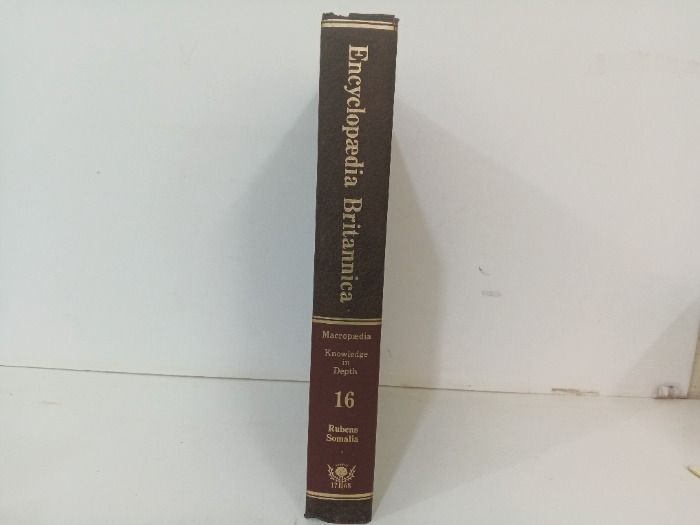 Encyclopædia Britannica
Macropædia
Knowledge
in
Depth
16
Rubens
Somalia
1768